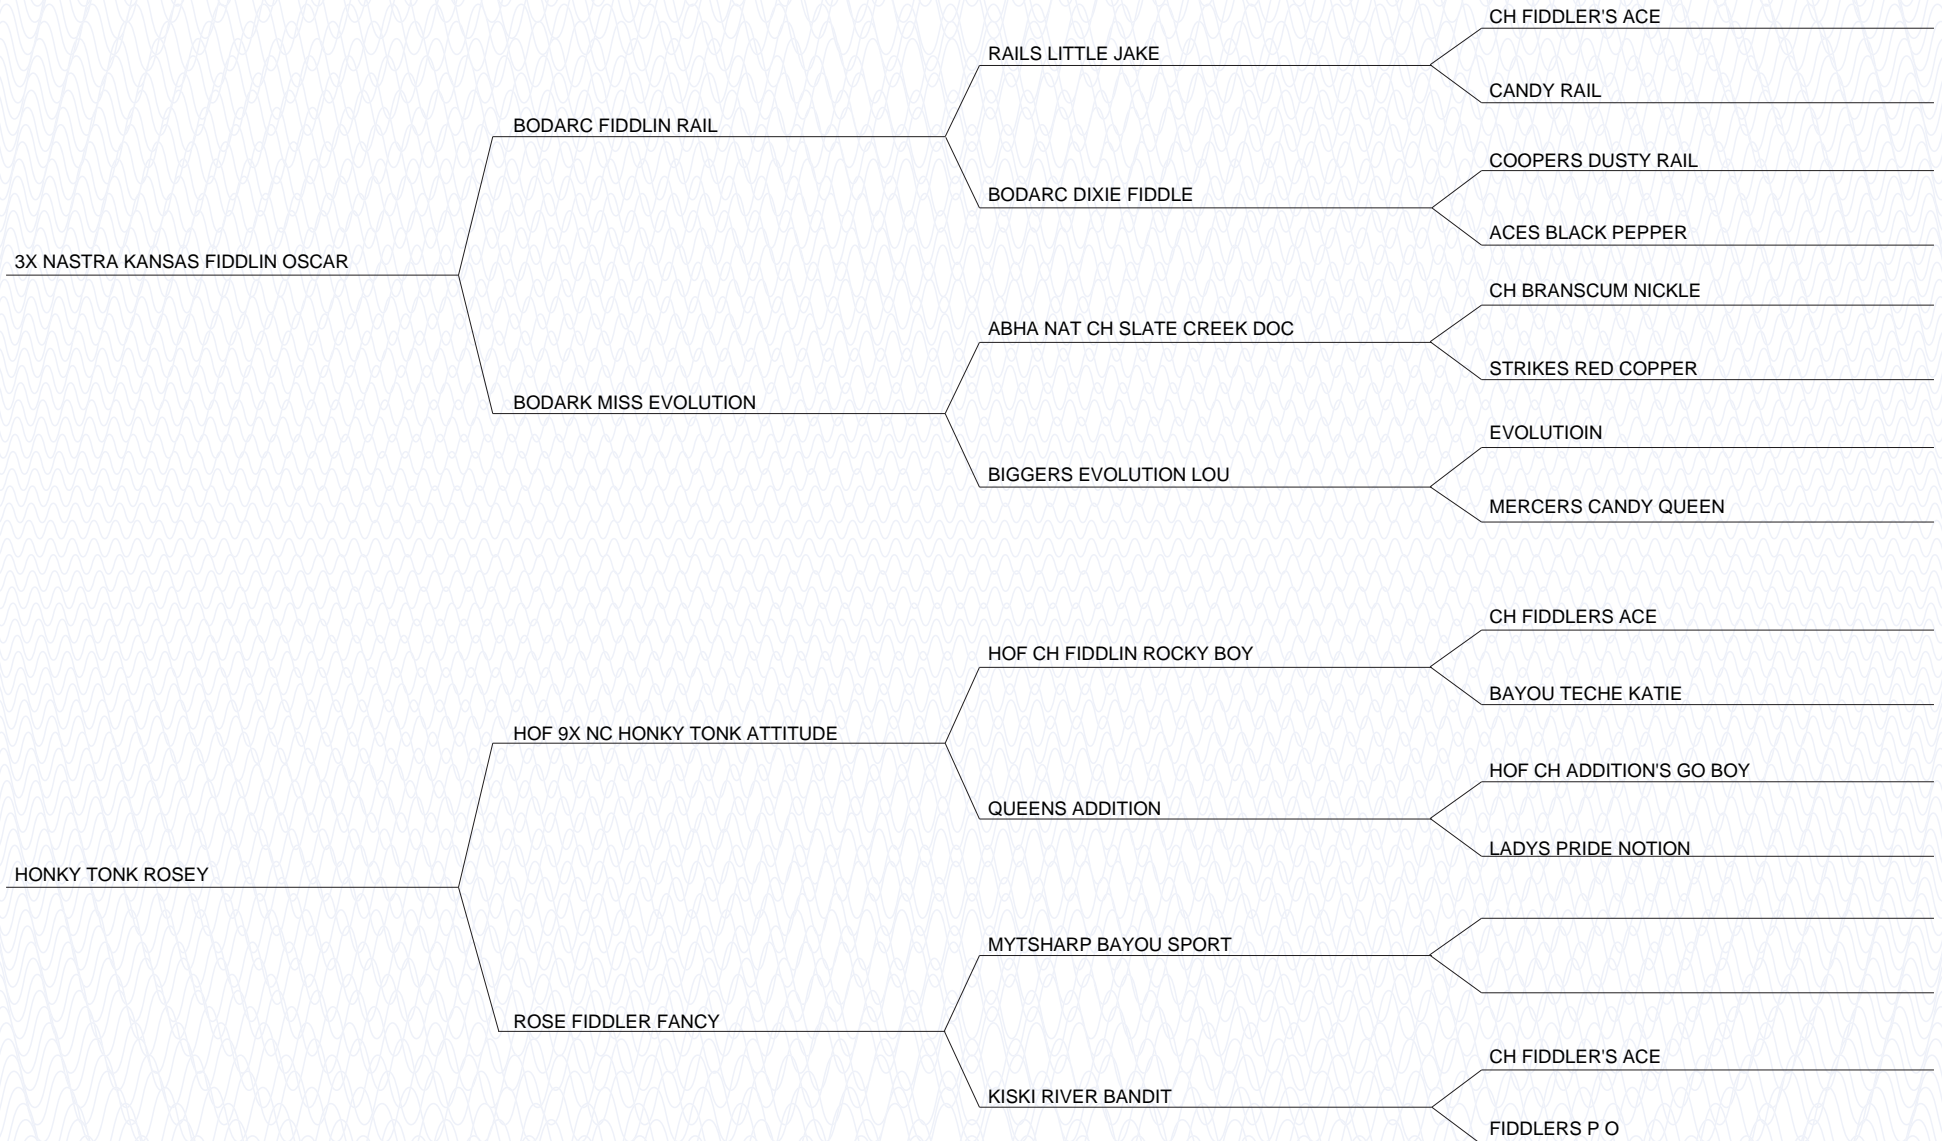 CH FIDDLER'S ACE
RAILS LITTLE JAKE
CANDY RAIL
BODARC FIDDLIN RAIL
COOPERS DUSTY RAIL
BODARC DIXIE FIDDLE
ACES BLACK PEPPER
3X NASTRA KANSAS FIDDLIN OSCAR
CH BRANSCUM NICKLE
ABHA NAT CH SLATE CREEK DOC
STRIKES RED COPPER
BODARK MISS EVOLUTION
EVOLUTIOIN
BIGGERS EVOLUTION LOU
MERCERS CANDY QUEEN
CH FIDDLERS ACE
HOF CH FIDDLIN ROCKY BOY
BAYOU TECHE KATIE
HOF 9X NC HONKY TONK ATTITUDE
HOF CH ADDITION'S GO BOY
QUEENS ADDITION
LADYS PRIDE NOTION
HONKY TONK ROSEY
MYTSHARP BAYOU SPORT
ROSE FIDDLER FANCY
CH FIDDLER'S ACE
KISKI RIVER BANDIT
FIDDLERS P O